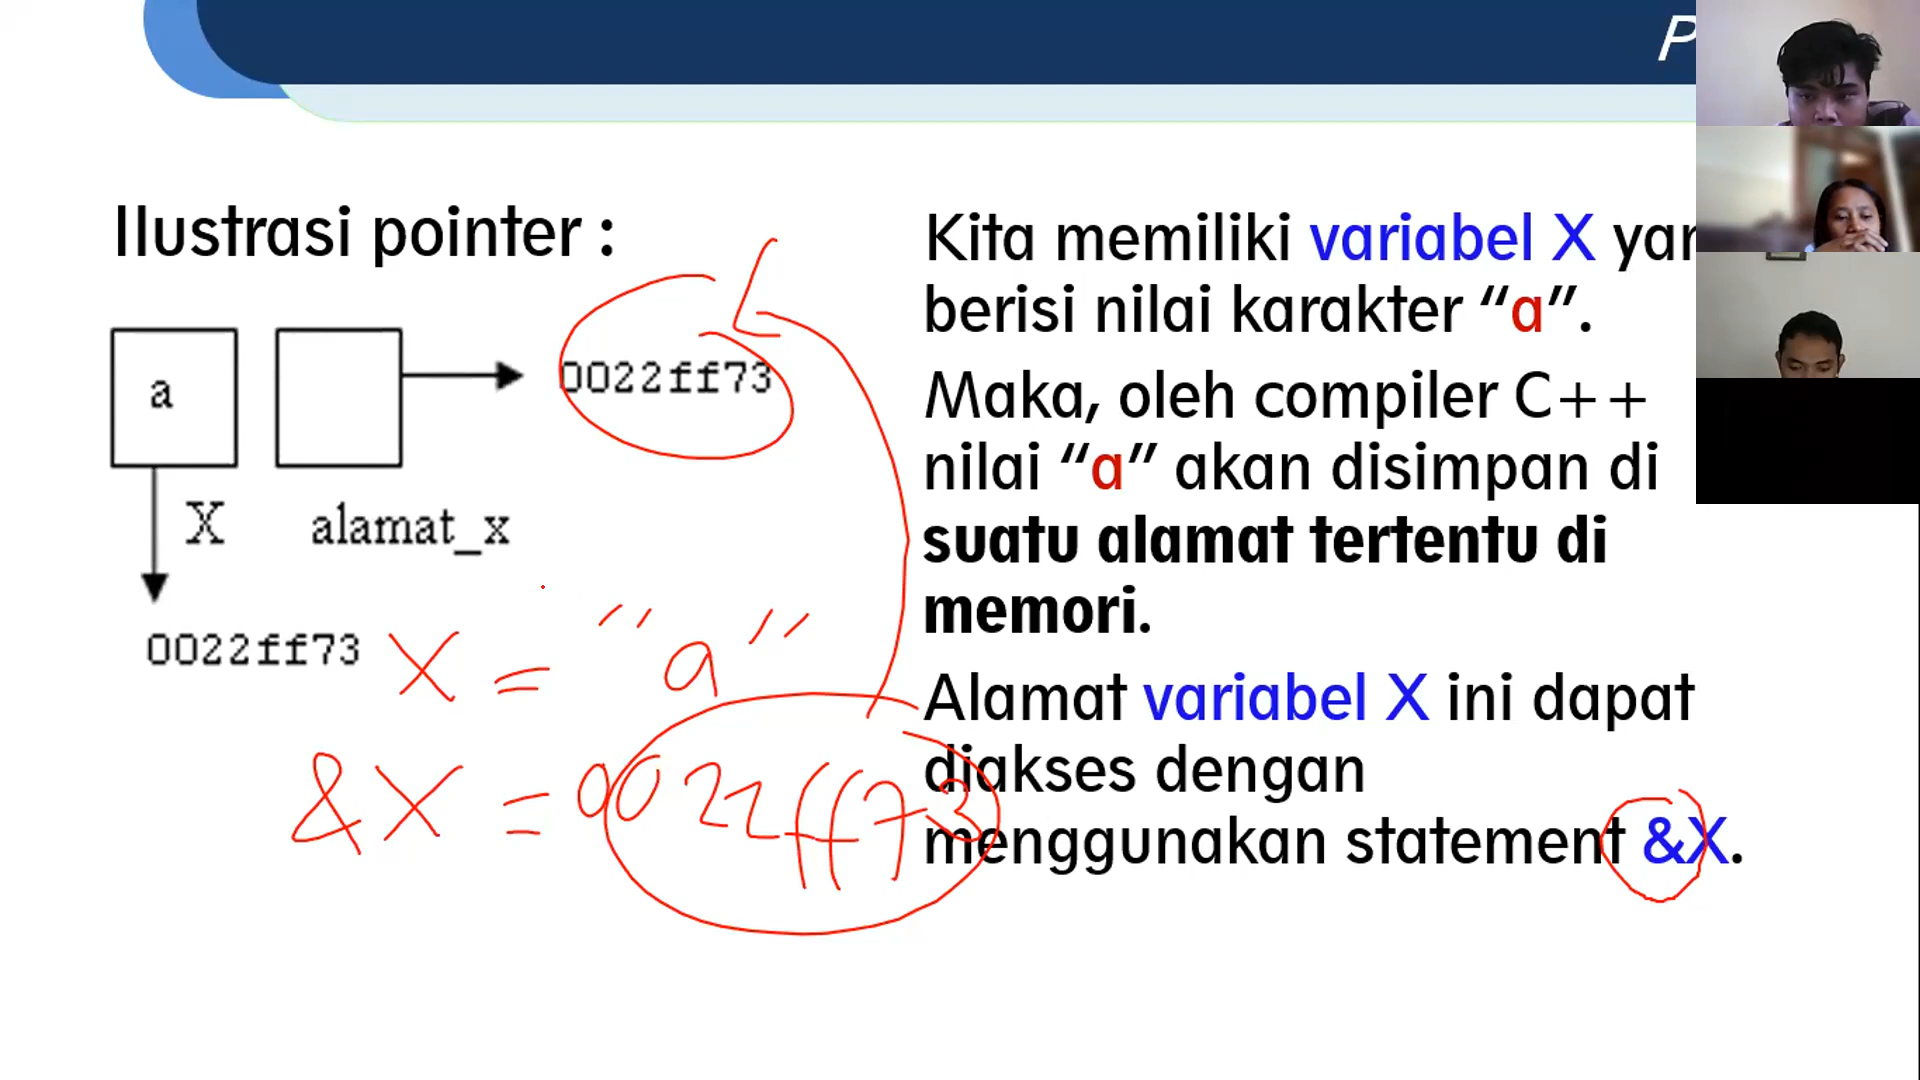 P
Ilustrasi pointer :
a
0022ff73
X
alamat_x
0022ff73
X = "a"
&X = 0022ff73
Kita memiliki variabel X
berisi nilai karakter “a”.
Maka, oleh compiler C++
nilai “a” akan disimpan di
suatu alamat tertentu di
memori.
Alamat variabel X ini dapat
diakses dengan
menggunakan statement &X.